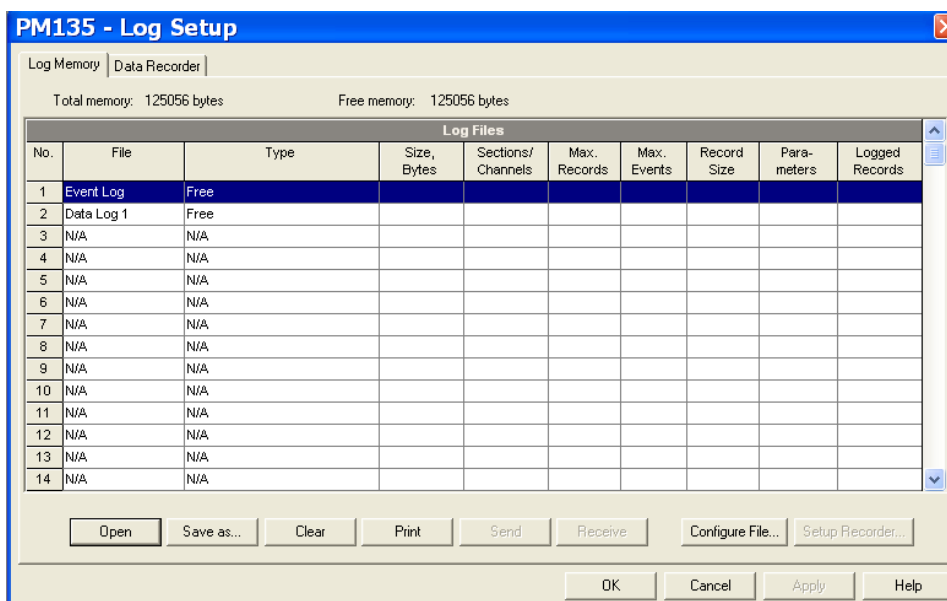 PM135 - Log Setup
Log Memory Data Recorder
Total memory: 125056 bytes Free memory: 125056 bytes
Log Files
No. File Type Size, Bytes Sections/ Channels Max. Records Max. Events Record Size Para- meters Logged Records
1 Event Log Free
2 Data Log 1 Free
3 N/A N/A
4 N/A N/A
5 N/A N/A
6 N/A N/A
7 N/A N/A
8 N/A N/A
9 N/A N/A
10 N/A N/A
11 N/A N/A
12 N/A N/A
13 N/A N/A
14 N/A N/A
Open Save as... Clear Print Send Receive Configure File... Setup Recorder...
OK Cancel Apply Help